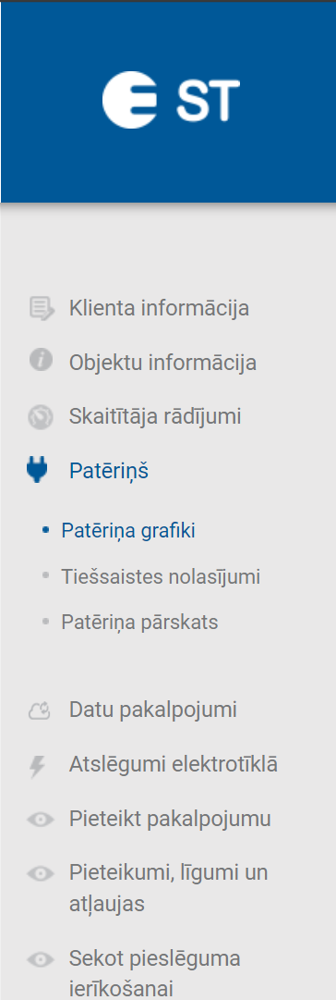 ST
Klienta informācija
Objektu informācija
Skaitītāja rādījumi
Patēriņš
Patēriņa grafiki
Tiešsaistes nolasījumi
Patēriņa pārskats
Datu pakalpojumi
Atslēgumi elektrotīklā
Pieteikt pakalpojumu
Pieteikumi, līgumi un
atļaujas
Sekot pieslēguma
ierīkošanai